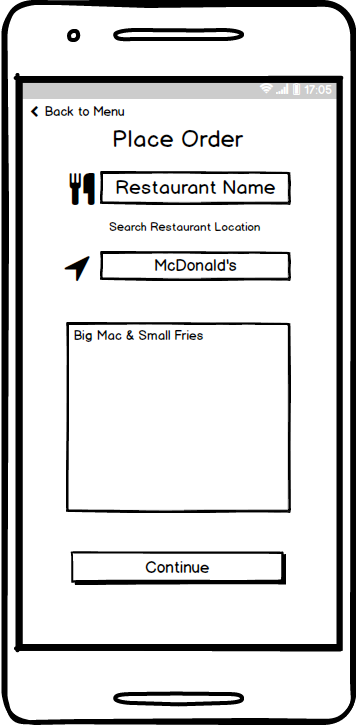 17:05
Back to Menu
Place Order
Restaurant Name
Search Restaurant Location
McDonald's
Big Mac & Small Fries
Continue